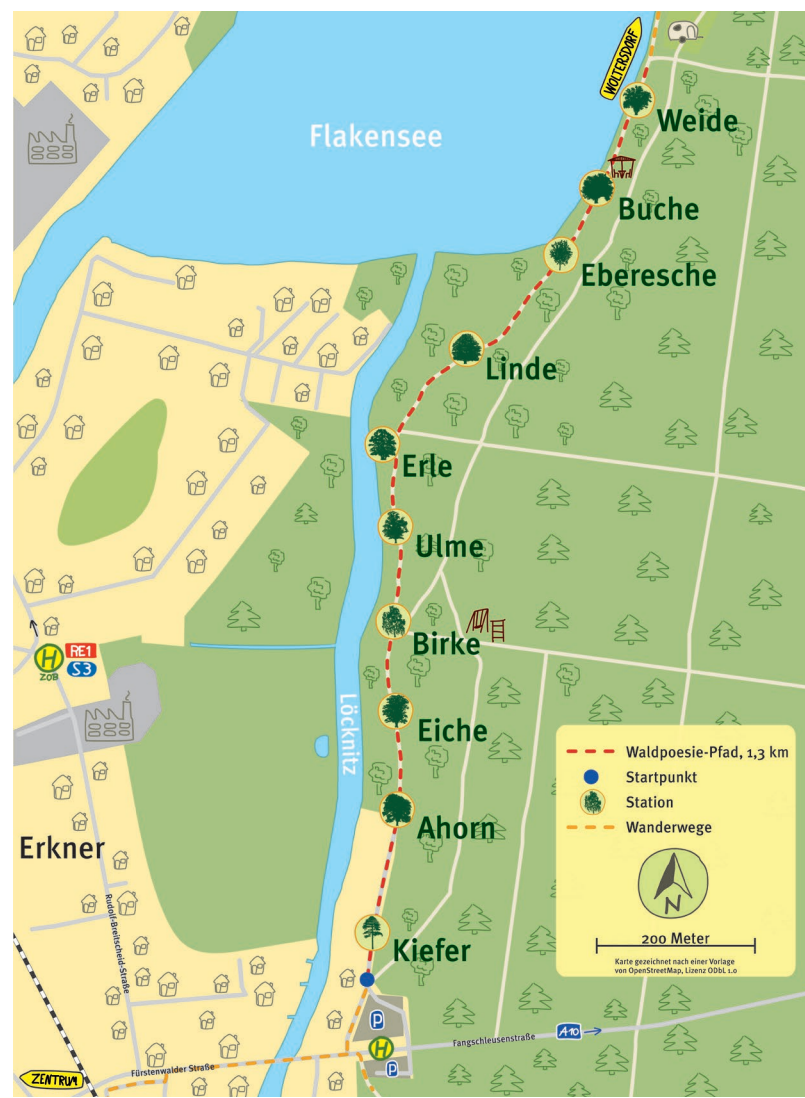 WOLTERSDORF
Weide
Flakensee
Buche
Eberesche
Linde
Erle
Ulme
Birke
H
ZOB
RE1
S3
Löcknitz
Eiche
Ahorn
Erkner
Rudolf-Breitscheid-Straße
Kiefer
Waldpoesie-Pfad, 1,3 km
Startpunkt
Station
Wanderwege
N
200 Meter
Karte gezeichnet nach einer Vorlage
von OpenStreetMap, Lizenz ODbL 1.0
P
H
P
Fangschleusenstraße
A10
Fürstenwalder Straße
ZENTRUM